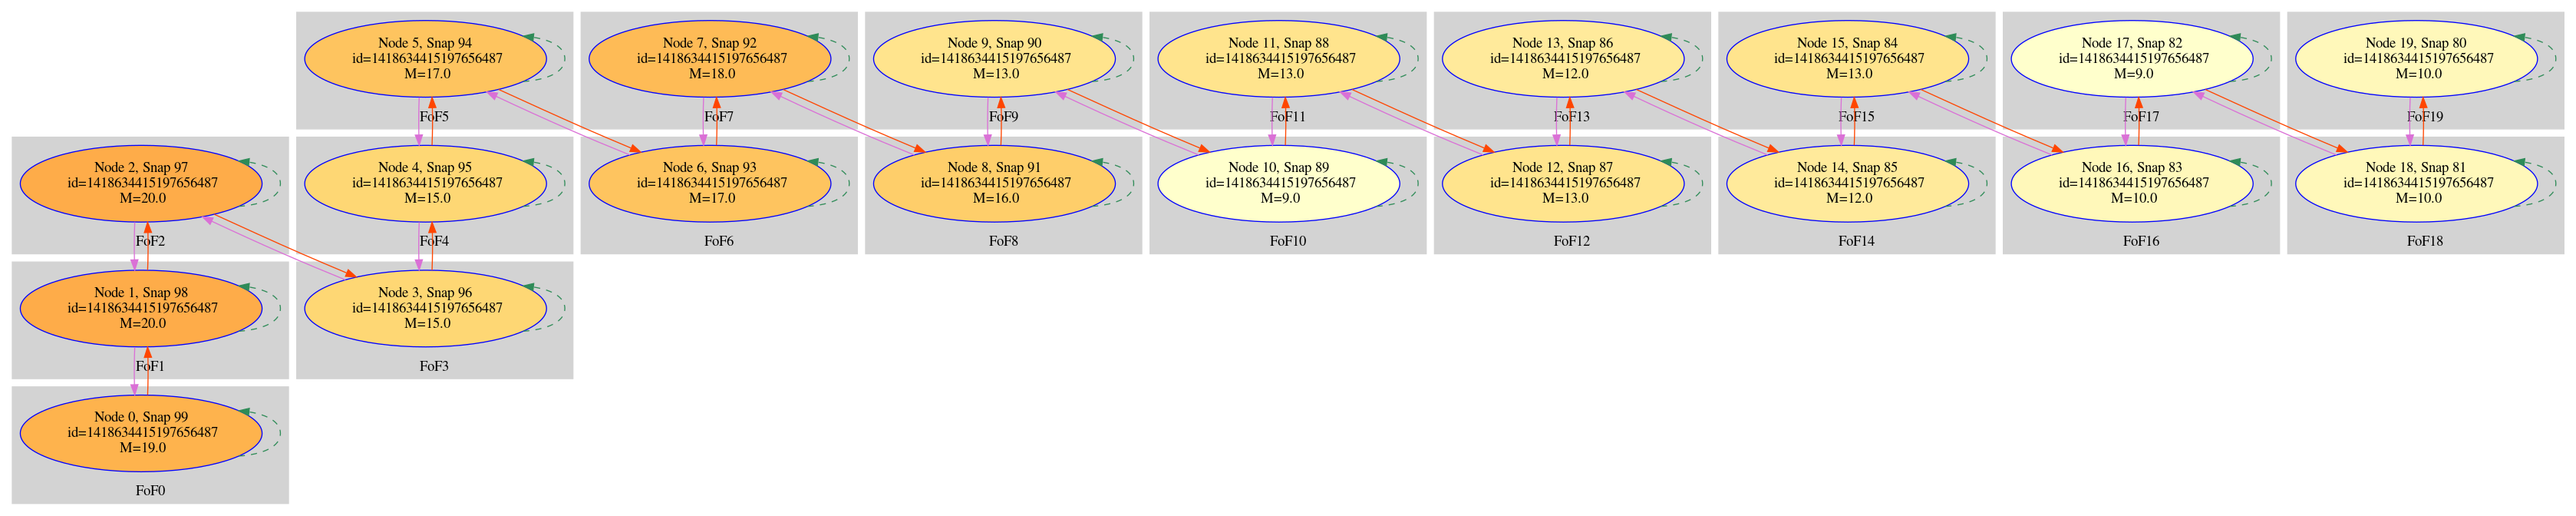 Node 5, Snap 94
id=1418634415197656487
M=17.0
FoF5
Node 7, Snap 92
id=1418634415197656487
M=18.0
FoF7
Node 9, Snap 90
id=1418634415197656487
M=13.0
FoF9
Node 11, Snap 88
id=1418634415197656487
M=13.0
FoF11
Node 13, Snap 86
id=1418634415197656487
M=12.0
FoF13
Node 15, Snap 84
id=1418634415197656487
M=13.0
FoF15
Node 17, Snap 82
id=1418634415197656487
M=9.0
FoF17
Node 19, Snap 80
id=1418634415197656487
M=10.0
FoF19
Node 2, Snap 97
id=1418634415197656487
M=20.0
FoF2
Node 4, Snap 95
id=1418634415197656487
M=15.0
FoF4
Node 6, Snap 93
id=1418634415197656487
M=17.0
FoF6
Node 8, Snap 91
id=1418634415197656487
M=16.0
FoF8
Node 10, Snap 89
id=1418634415197656487
M=9.0
FoF10
Node 12, Snap 87
id=1418634415197656487
M=13.0
FoF12
Node 14, Snap 85
id=1418634415197656487
M=12.0
FoF14
Node 16, Snap 83
id=1418634415197656487
M=10.0
FoF16
Node 18, Snap 81
id=1418634415197656487
M=10.0
FoF18
Node 1, Snap 98
id=1418634415197656487
M=20.0
FoF1
Node 3, Snap 96
id=1418634415197656487
M=15.0
FoF3
Node 0, Snap 99
id=1418634415197656487
M=19.0
FoF0